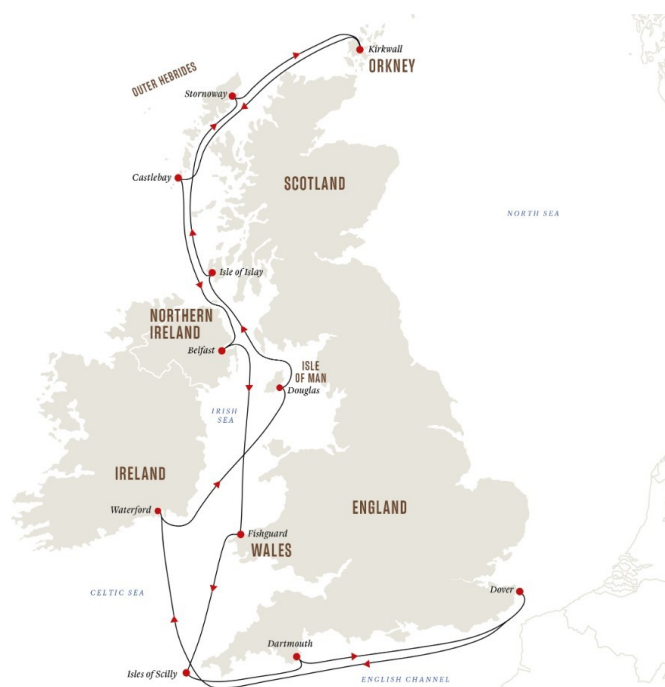 Kirkwall
ORKNEY
OUTER HEBRIDES
Stornoway
Castlebay
SCOTLAND
NORTH SEA
Isle of Islay
NORTHERN
IRELAND
Belfast
ISLE
OF MAN
Douglas
IRISH
SEA
IRELAND
Waterford
ENGLAND
Fishguard
WALES
CELTIC SEA
Dover
Dartmouth
Isles of Scilly
ENGLISH CHANNEL